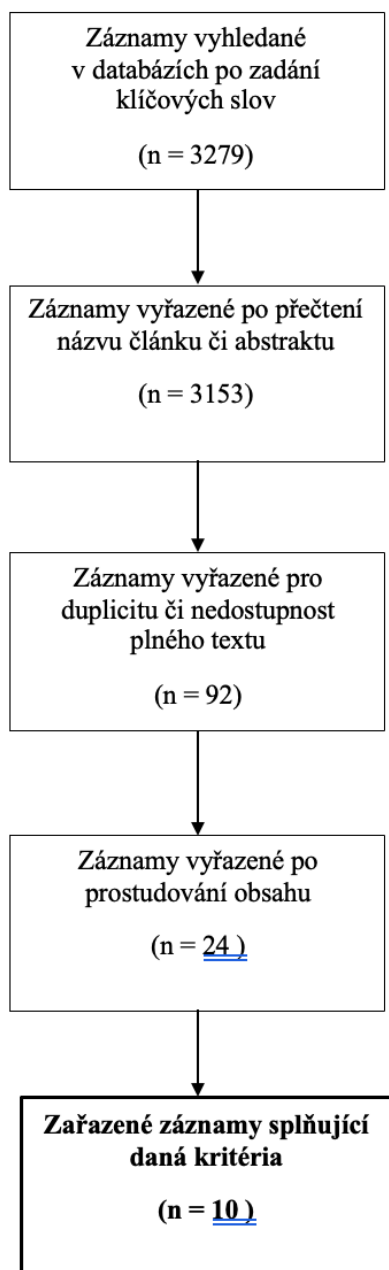 Záznamy vyhledané
v databázích po zadání
klíčových slov
(n = 3279)
Záznamy vyřazené po přečtení
názvu článku či abstraktu
(n = 3153)
Záznamy vyřazené pro
duplicitu či nedostupnost
plného textu
(n = 92)
Záznamy vyřazené po
prostudování obsahu
(n = 24 )
Zařazené záznamy splňující
daná kritéria
(n = 10 )